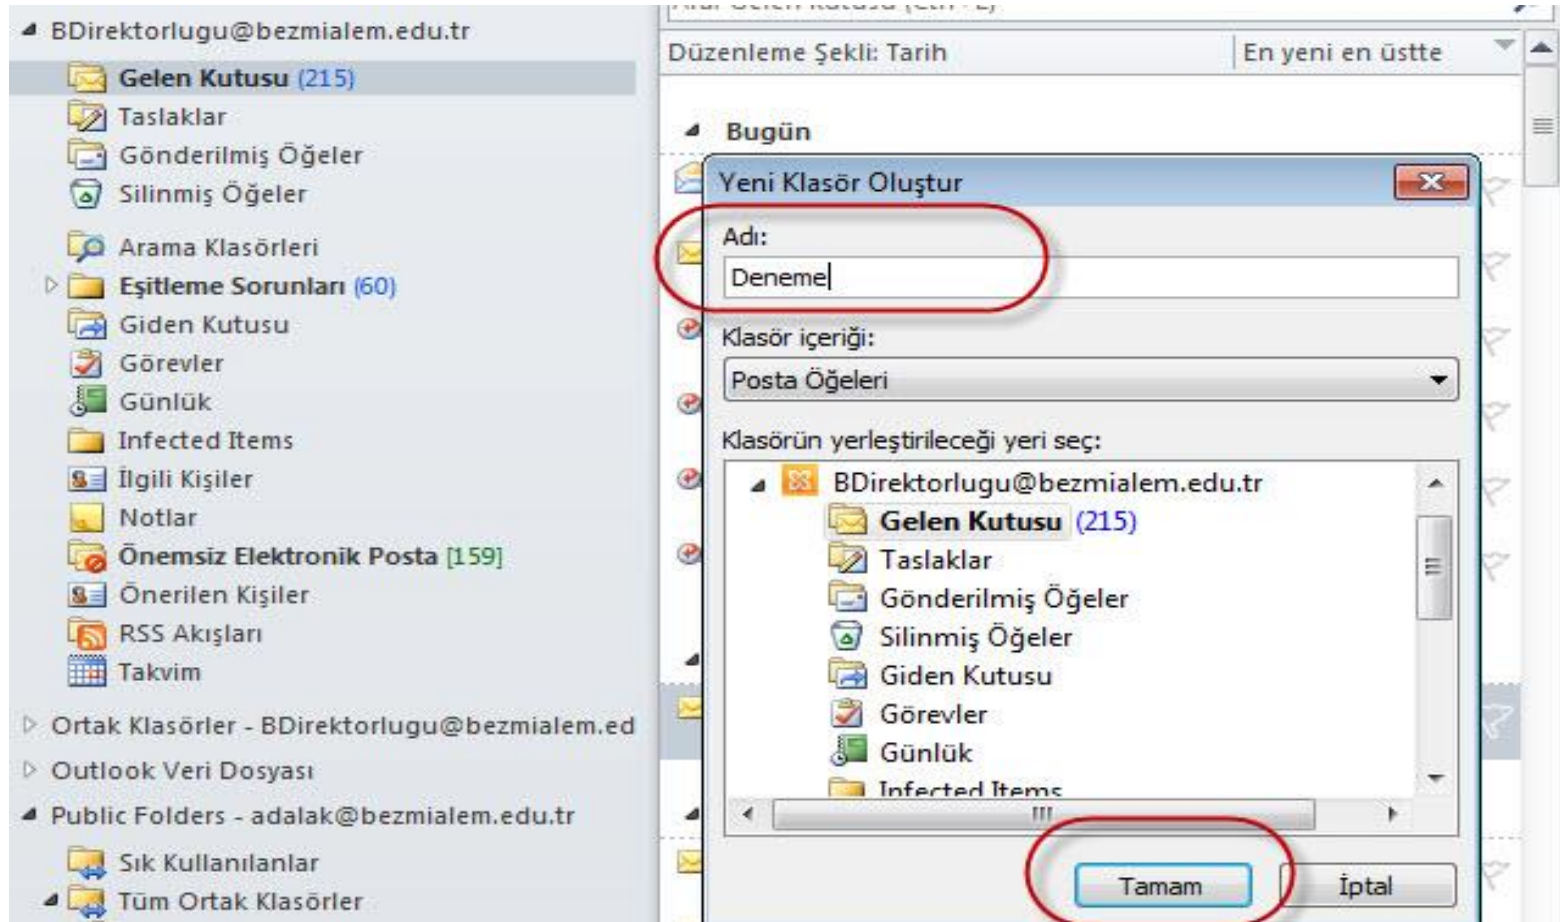 BDirektorlugu@bezmialem.edu.tr
Gelen Kutusu (215)
Taslaklar
Gönderilmiş Öğeler
Silinmiş Öğeler
Arama Klasörleri
Eşitleme Sorunları (60)
Giden Kutusu
Görevler
Günlük
Infected Items
İlgili Kişiler
Notlar
Önemsiz Elektronik Posta [159]
Önerilen Kişiler
RSS Akışları
Takvim
Ortak Klasörler - BDirektorlugu@bezmialem.ed
Outlook Veri Dosyası
Public Folders - adalak@bezmialem.edu.tr
Sık Kullanılanlar
Tüm Ortak Klasörler
Düzenleme Şekli: Tarih En yeni en üstte
Bugün
Yeni Klasör Oluştur
Adı:
Deneme
Klasör içeriği:
Posta Öğeleri
Klasörün yerleştirileceği yeri seç:
BDirektorlugu@bezmialem.edu.tr
Gelen Kutusu (215)
Taslaklar
Gönderilmiş Öğeler
Silinmiş Öğeler
Giden Kutusu
Görevler
Günlük
Infected Items
Tamam İptal